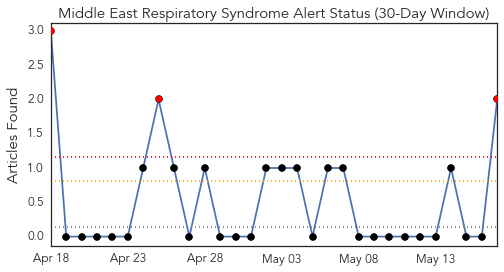 Middle East Respiratory Syndrome Alert Status (30-Day Window)
Articles Found
3.0
2.5
2.0
1.5
1.0
0.5
0.0
Apr 18 Apr 23 Apr 28 May 03 May 08 May 13